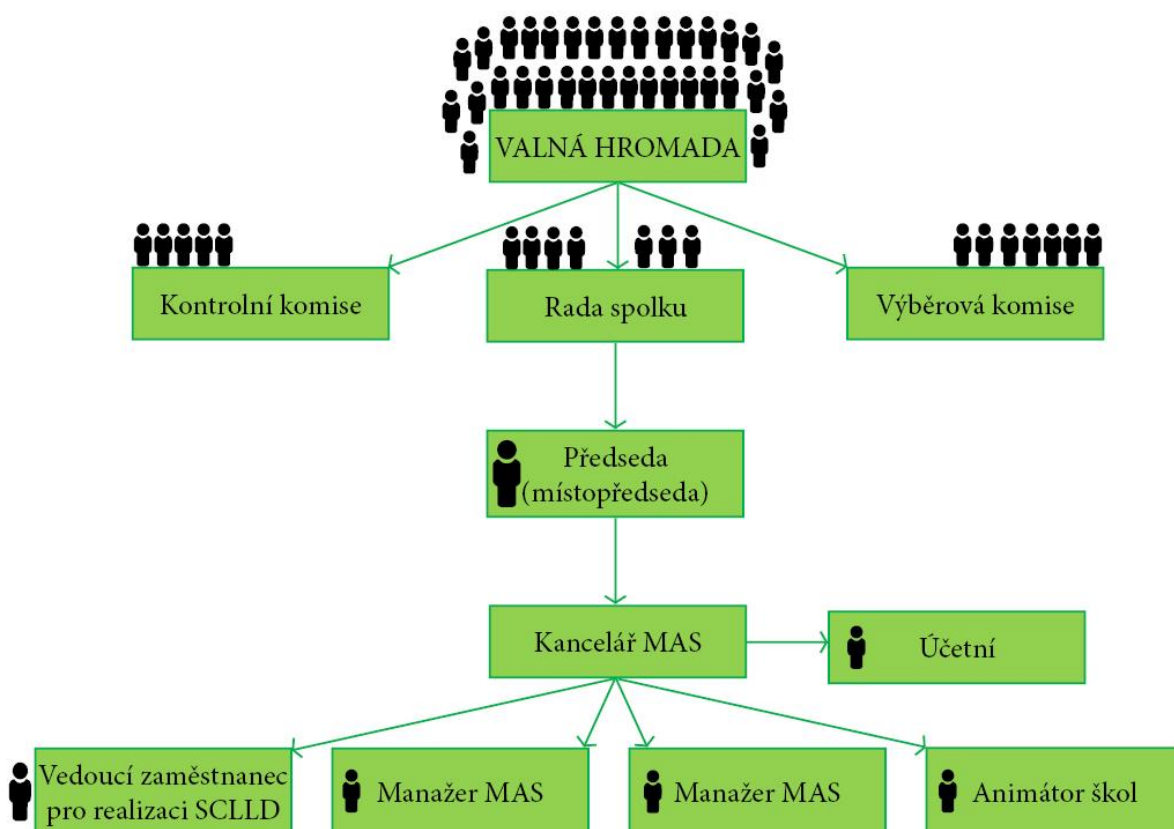 VALNÁ HROMADA
Kontrolní komise
Rada spolku
Výběrová komise
Předseda
(místopředseda)
Kancelář MAS
Účetní
Vedoucí zaměstnanec
pro realizaci SCLLD
Manažer MAS
Manažer MAS
Animátor škol